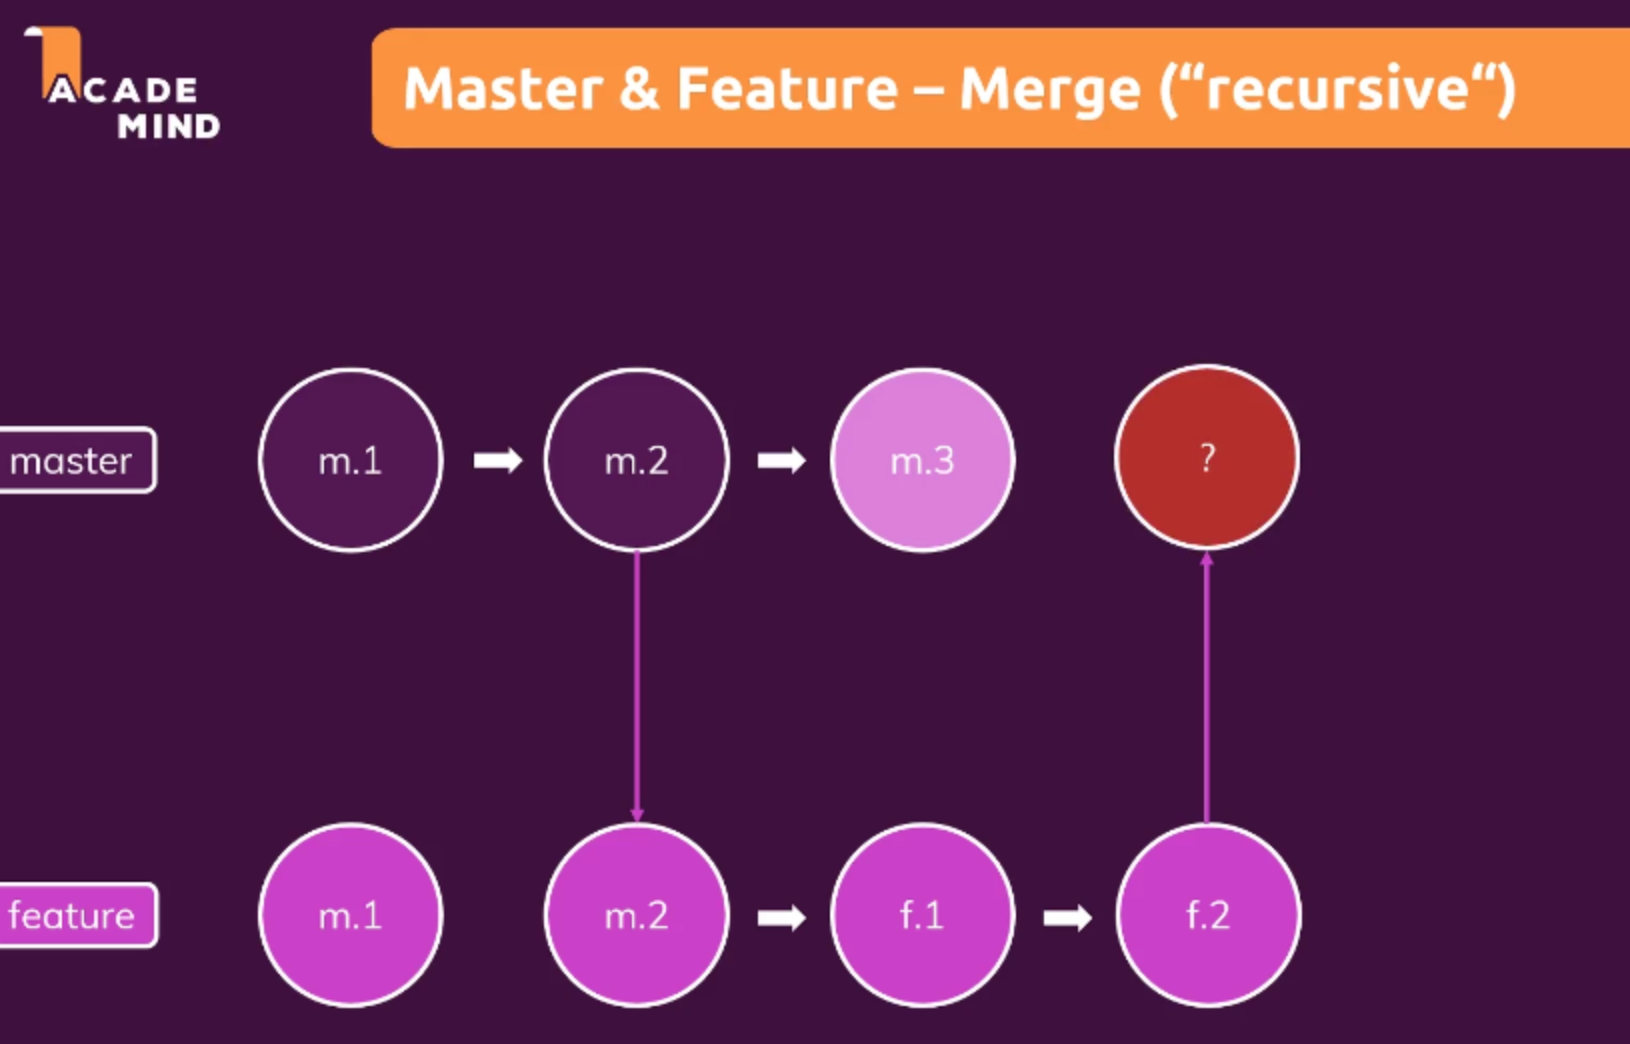 ACADE
MIND
Master & Feature – Merge (“recursive“)
master
m.1
m.2
m.3
?
feature
m.1
m.2
f.1
f.2